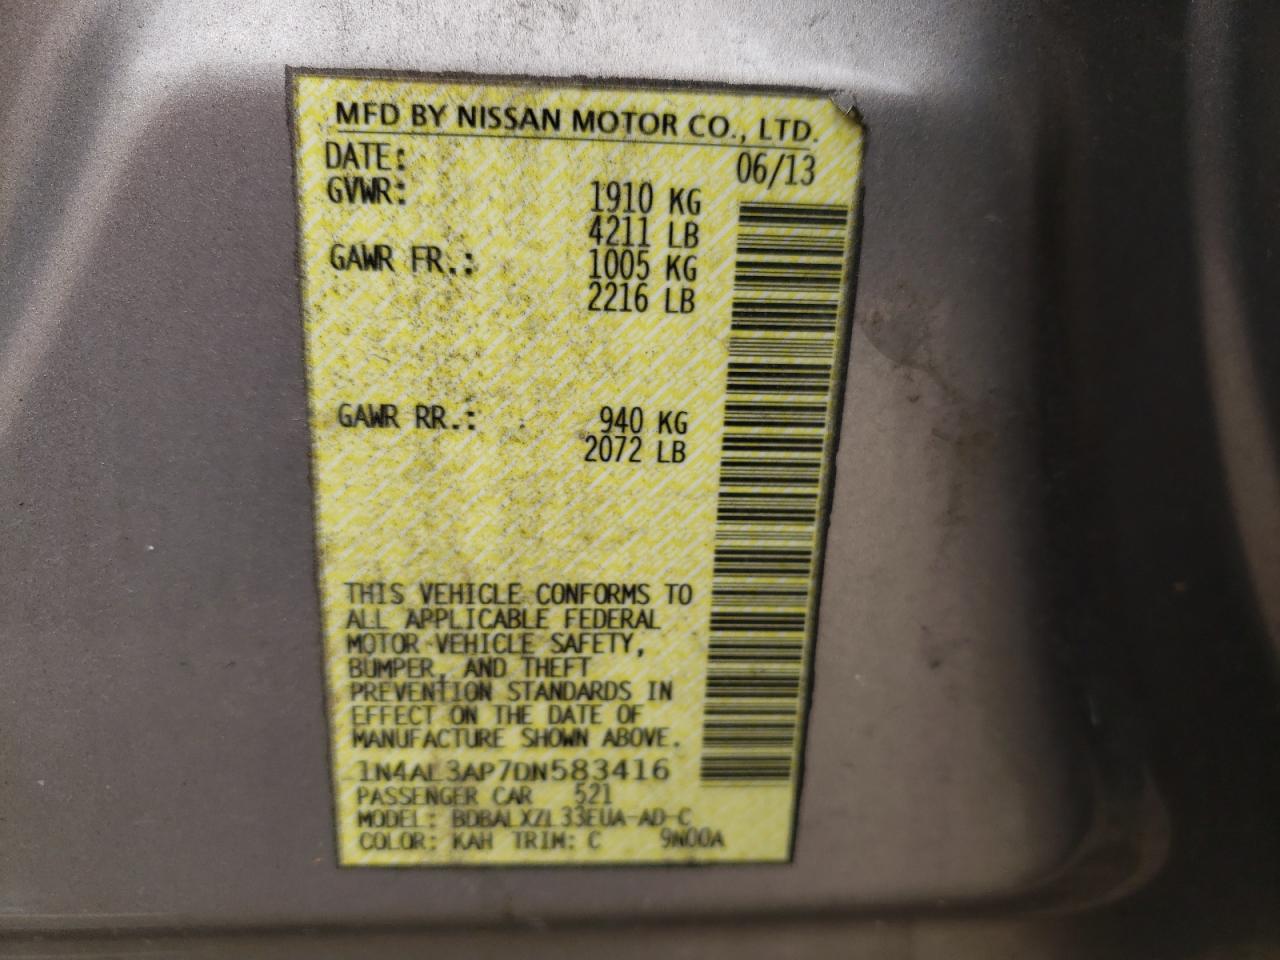 MFD BY NISSAN MOTOR CO., LTD.
DATE: 06/13
GVWR: 1910 KG
4211 LB
GAWR FR.: 1005 KG
2216 LB
GAWR RR.: 940 KG
2072 LB
THIS VEHICLE CONFORMS TO
ALL APPLICABLE FEDERAL
MOTOR VEHICLE SAFETY,
BUMPER, AND THEFT
PREVENTION STANDARDS IN
EFFECT ON THE DATE OF
MANUFACTURE SHOWN ABOVE.
1N4AL3AP7DN583416
PASSENGER CAR 521
MODEL: BDBALXZL33EUA-AD-C
COLOR: KAH TRIM: C 9N00A